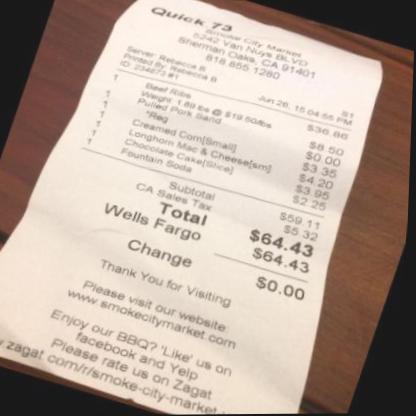 Quick 73
Smoke City Market
5242 Van Nuys BLVD
Sherman Oaks, CA 91401
818.855.1280
Server: Rebecca B
Printed By: Rebecca B
ID: 234873 #1
S1
Jun 28, 15 04:55 PM
1 Beef Ribs $36.86
Weight: 1.89 lbs @ $19.50/lbs
1 Pulled Pork Sand $8.50
*Reg $0.00
1 Creamed Corn[Small] $3.35
1 Longhorn Mac & Cheese[sm] $4.20
1 Chocolate Cake[Slice] $3.95
1 Fountain Soda $2.25
Subtotal $59.11
CA Sales Tax $5.32
Total $64.43
Wells Fargo $64.43
Change $0.00
Thank You for Visiting
Please visit our website:
www.smokecitymarket.com
Enjoy our BBQ? 'Like' us on
facebook and Yelp
Please rate us on Zagat
zagat.com/r/smoke-city-market-